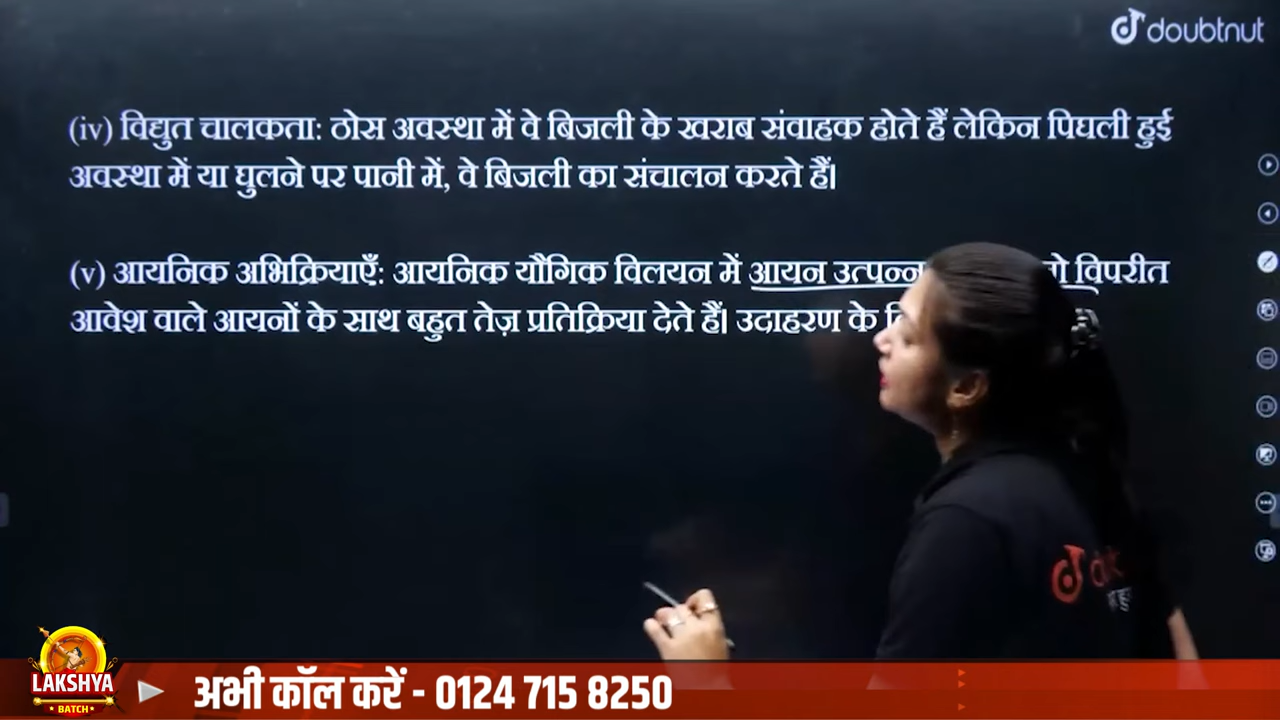 doubtnut
(iv) विद्युत चालकता: ठोस अवस्था में वे बिजली के खराब संवाहक होते हैं लेकिन पिघली हुई
अवस्था में या घुलने पर पानी में, वे बिजली का संचालन करते हैं।
(v) आयनिक अभिक्रियाएँ: आयनिक यौगिक विलयन में आयन उत्पन्न विपरीत
आवेश वाले आयनों के साथ बहुत तेज़ प्रतिक्रिया देते हैं। उदाहरण के
LAKSHYA
BATCH
अभी कॉल करें - 0124 715 8250